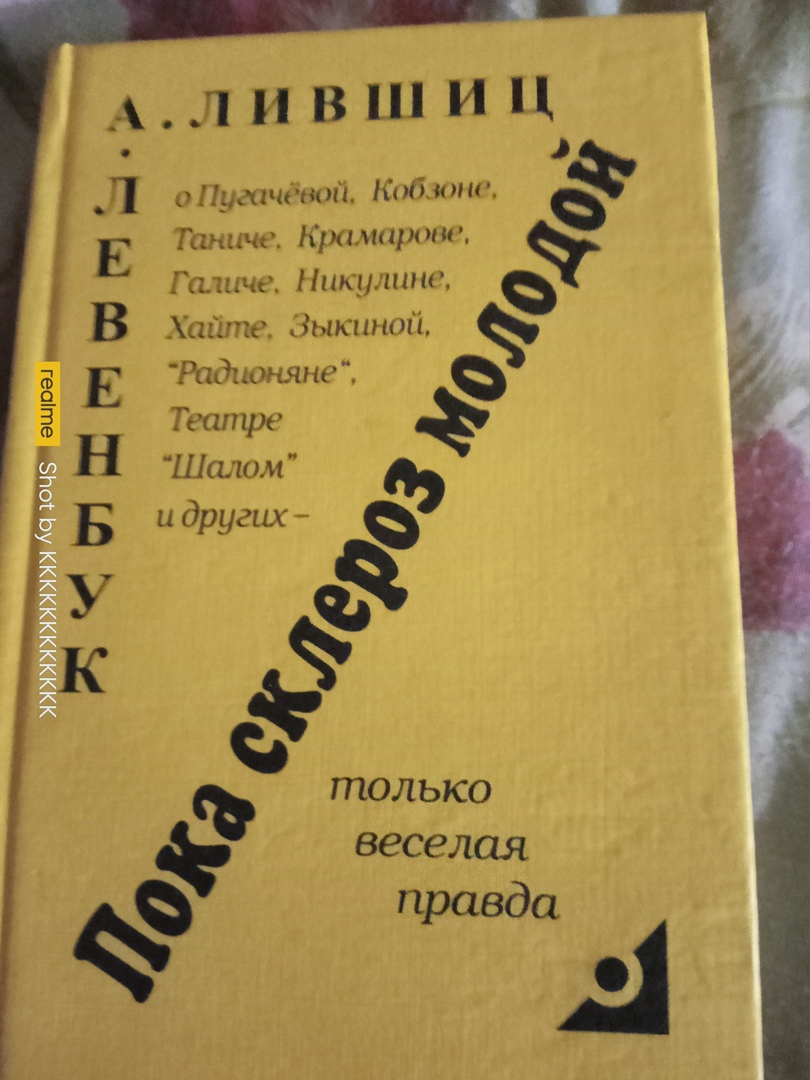 А. ЛИВШИЦ
А. ЛЕВЕНБУК
о Пугачёвой, Кобзоне,
Таниче, Крамарове,
Галиче, Никулине,
Хайте, Зыкиной,
"Радионяне",
Театре
"Шалом"
и других –
Пока склероз молодой
только
веселая
правда
realme Shot by KKKKKKKKKKKK